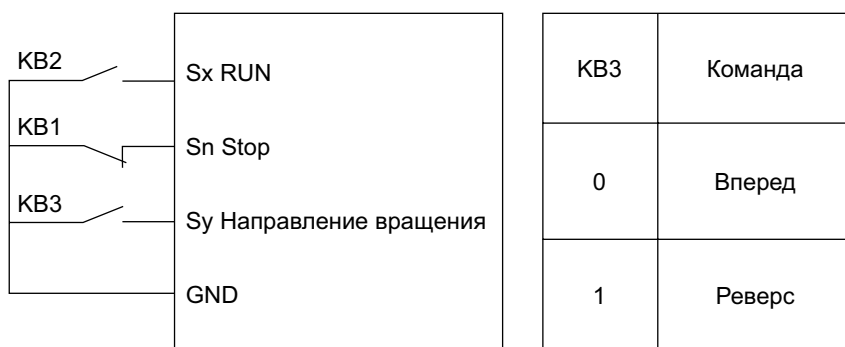 KB2
Sx RUN
KB1
Sn Stop
KB3
Sy Направление вращения
GND
KB3 Команда
0 Вперед
1 Реверс